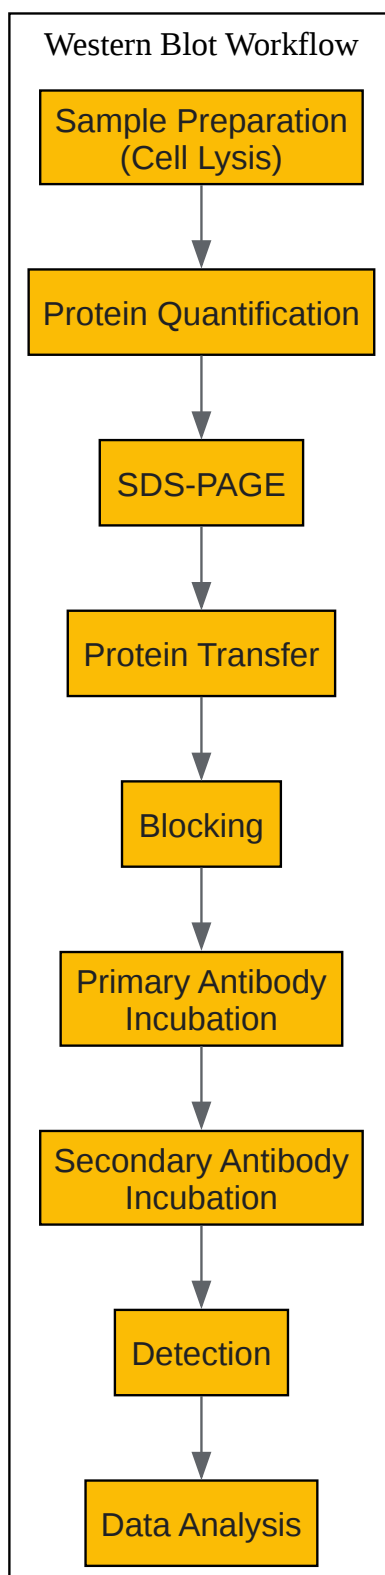 Western Blot Workflow
Sample Preparation
(Cell Lysis)
Protein Quantification
SDS-PAGE
Protein Transfer
Blocking
Primary Antibody
Incubation
Secondary Antibody
Incubation
Detection
Data Analysis